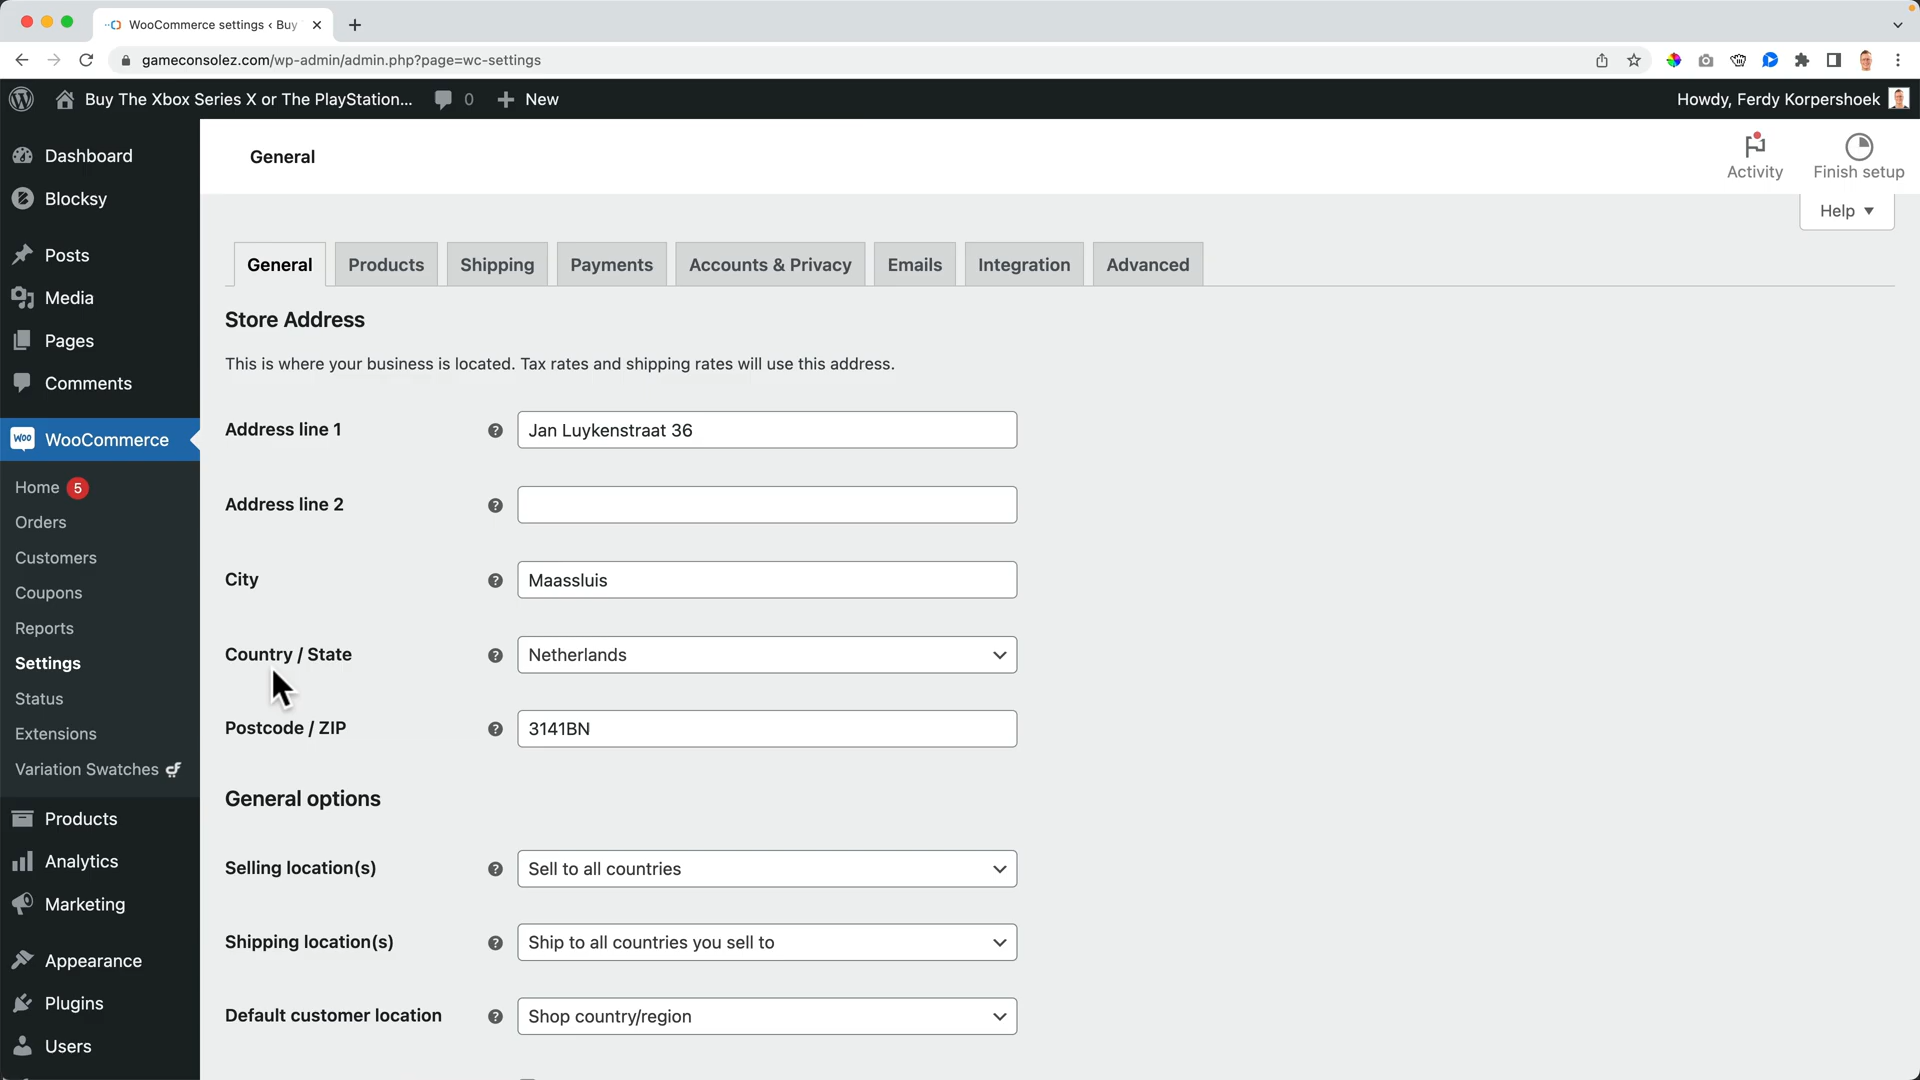 WooCommerce settings ‹ Buy
gameconsolez.com/wp-admin/admin.php?page=wc-settings
Buy The Xbox Series X or The PlayStation... 0 New Howdy, Ferdy Korpershoek
Dashboard
Blocksy
Posts
Media
Pages
Comments
Woo WooCommerce
Home 5
Orders
Customers
Coupons
Reports
Settings
Status
Extensions
Variation Swatches
Products
Analytics
Marketing
Appearance
Plugins
Users
General
Activity
Finish setup
Help
General Products Shipping Payments Accounts & Privacy Emails Integration Advanced
Store Address
This is where your business is located. Tax rates and shipping rates will use this address.
Address line 1 ? Jan Luykenstraat 36
Address line 2 ?
City ? Maassluis
Country / State ? Netherlands
Postcode / ZIP ? 3141BN
General options
Selling location(s) ? Sell to all countries
Shipping location(s) ? Ship to all countries you sell to
Default customer location ? Shop country/region